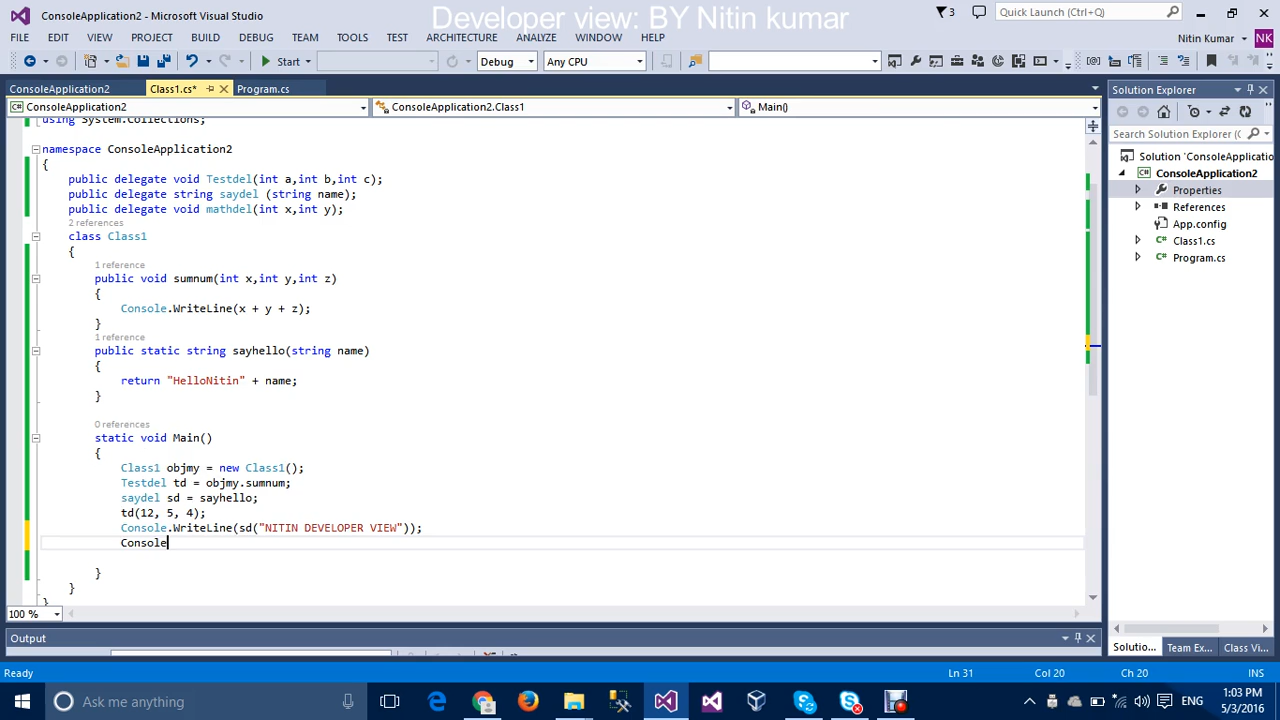 Developer view: BY Nitin kumar
ConsoleApplication2 - Microsoft Visual Studio
3
Quick Launch (Ctrl+Q)
FILE EDIT VIEW PROJECT BUILD DEBUG TEAM TOOLS TEST ARCHITECTURE ANALYZE WINDOW HELP
Nitin Kumar NK
Start Debug Any CPU
ConsoleApplication2 Class1.cs* Program.cs
ConsoleApplication2 ConsoleApplication2.Class1 Main()
using System.Collections;
namespace ConsoleApplication2
{
public delegate void Testdel(int a,int b,int c);
public delegate string saydel (string name);
public delegate void mathdel(int x,int y);
2 references
class Class1
{
1 reference
public void sumnum(int x,int y,int z)
{
Console.WriteLine(x + y + z);
}
1 reference
public static string sayhello(string name)
{
return "HelloNitin" + name;
}
0 references
static void Main()
{
Class1 objmy = new Class1();
Testdel td = objmy.sumnum;
saydel sd = sayhello;
td(12, 5, 4);
Console.WriteLine(sd("NITIN DEVELOPER VIEW"));
Console
}
}
}
100 %
Output
Solution Explorer
Search Solution Explorer (C
Solution 'ConsoleApplicatio
ConsoleApplication2
Properties
References
App.config
Class1.cs
Program.cs
Solutio... Team Ex... Class Vi...
Ready Ln 31 Col 20 Ch 20 INS
Ask me anything
ENG
1:03 PM
5/3/2016